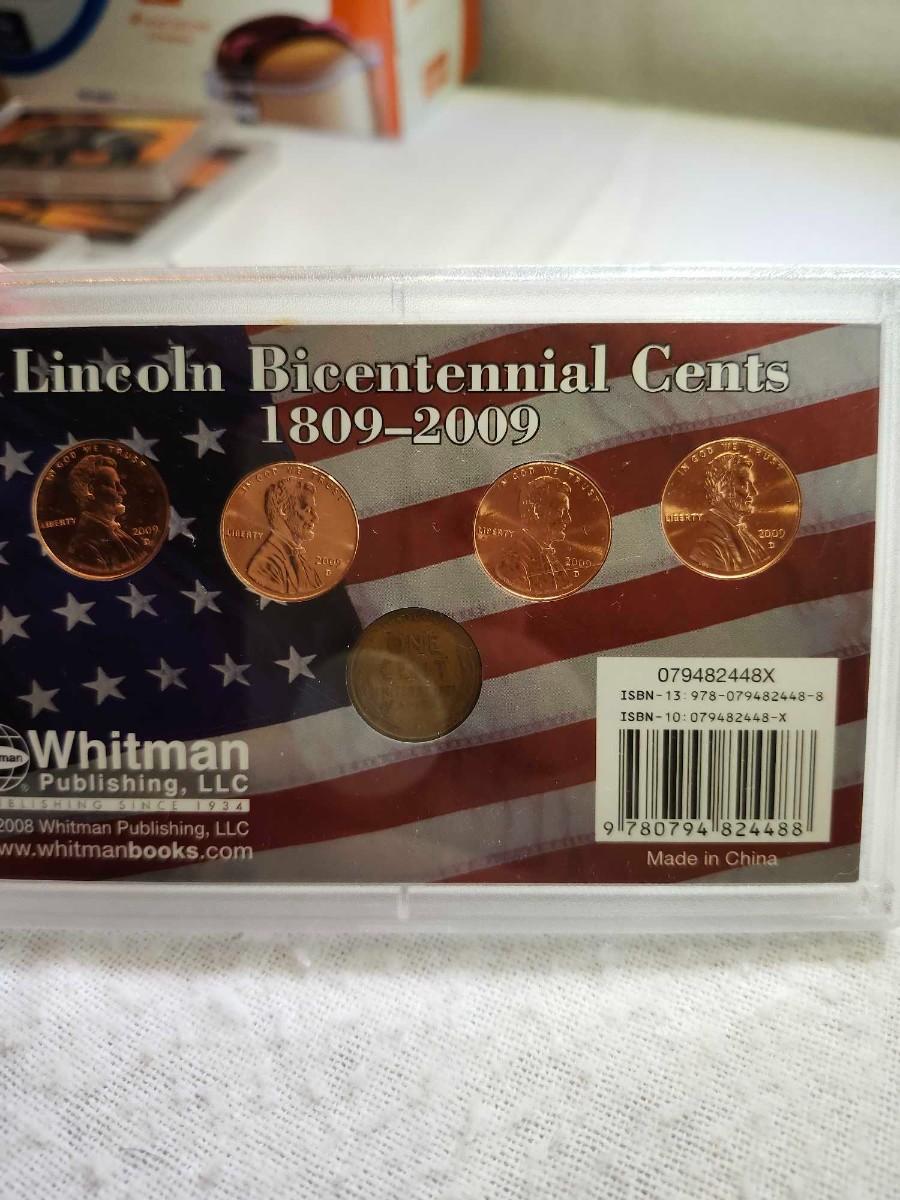 Lincoln Bicentennial Cents
1809–2009
IN GOD WE TRUST
LIBERTY
2009
D
IN GOD WE TRUST
LIBERTY
2009
D
IN GOD WE TRUST
LIBERTY
2009
D
IN GOD WE TRUST
LIBERTY
2009
D
ONE
CENT
079482448X
ISBN-13: 978-079482448-8
ISBN-10: 079482448-X
9 780794 824488
Made in China
man
Whitman
®
Publishing, LLC
BLISHING SINCE 1934
2008 Whitman Publishing, LLC
ww.whitmanbooks.com